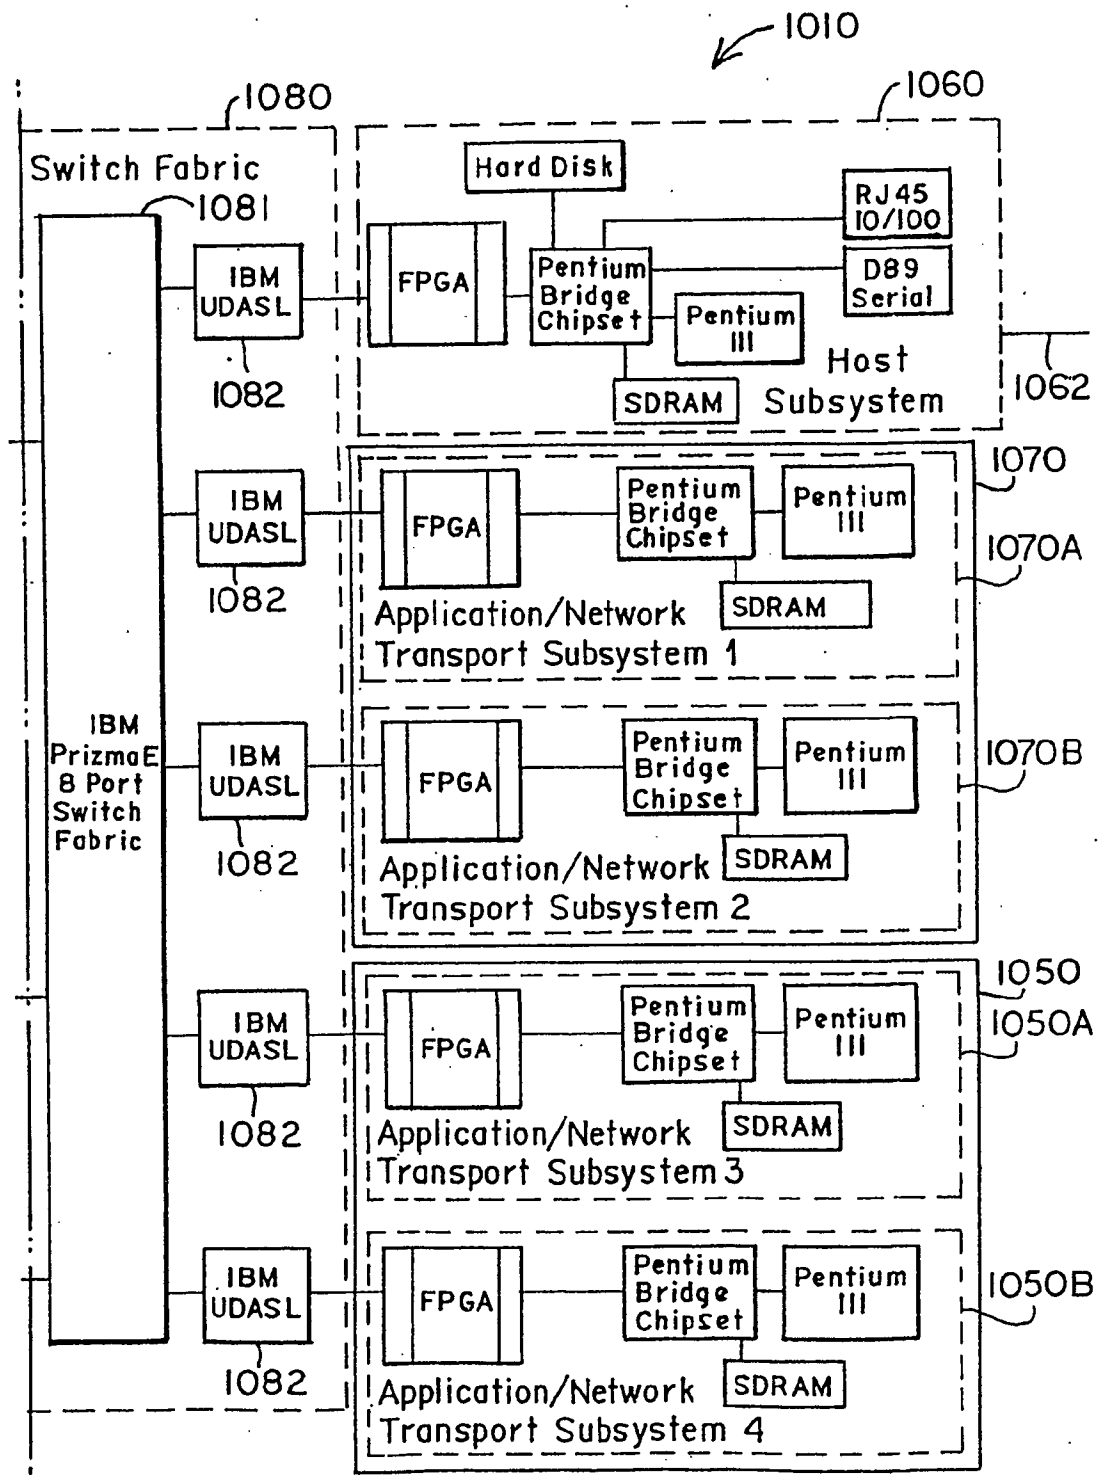 1010
1080
1060
Switch Fabric
1081
Hard Disk
RJ45
10/100
IBM
UDASL
FPGA
Pentium
Bridge
Chipset
D89
Serial
Pentium
III
1082
SDRAM
Host
Subsystem
1062
1070
IBM
UDASL
FPGA
Pentium
Bridge
Chipset
Pentium
III
1070A
1082
SDRAM
Application/Network
Transport Subsystem 1
IBM
PrizmaE
8 Port
Switch
Fabric
IBM
UDASL
FPGA
Pentium
Bridge
Chipset
Pentium
III
1070B
1082
SDRAM
Application/Network
Transport Subsystem 2
1050
IBM
UDASL
FPGA
Pentium
Bridge
Chipset
Pentium
III
1050A
1082
SDRAM
Application/Network
Transport Subsystem 3
IBM
UDASL
FPGA
Pentium
Bridge
Chipset
Pentium
III
1050B
1082
SDRAM
Application/Network
Transport Subsystem 4